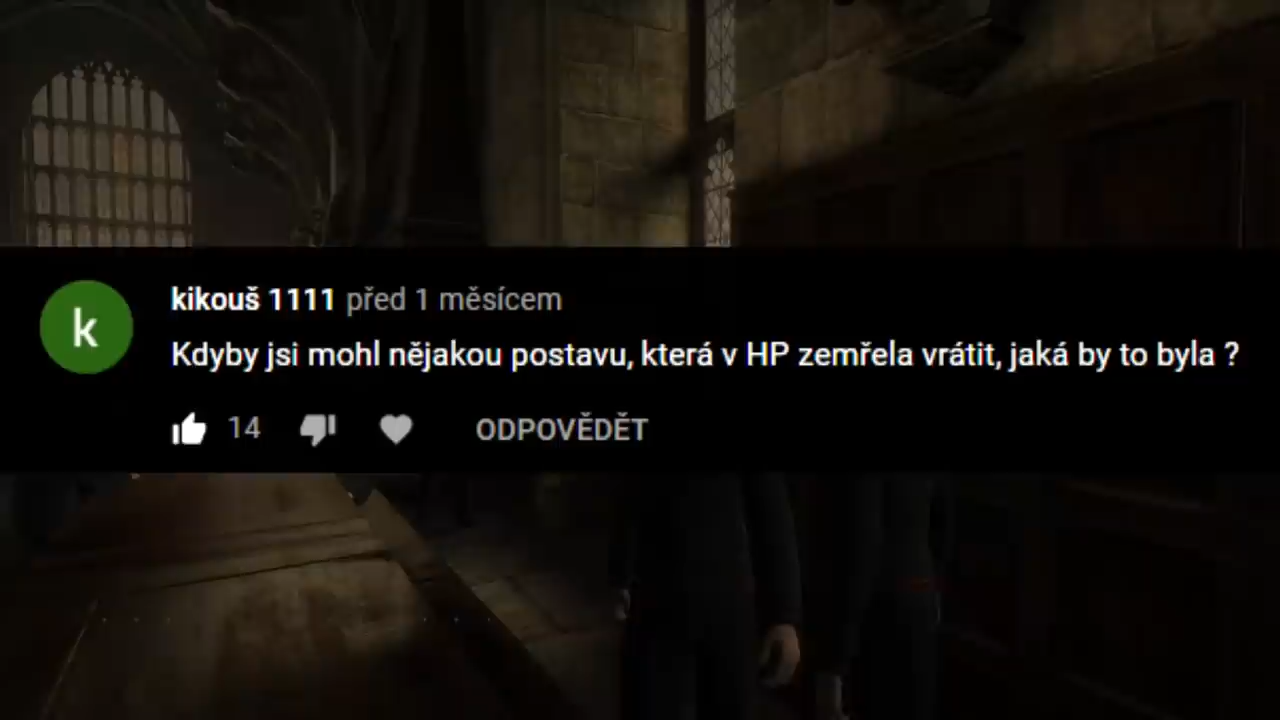 k
kikouš 1111 před 1 měsícem
Kdyby jsi mohl nějakou postavu, která v HP zemřela vrátit, jaká by to byla ?
14
ODPOVĚDĚT